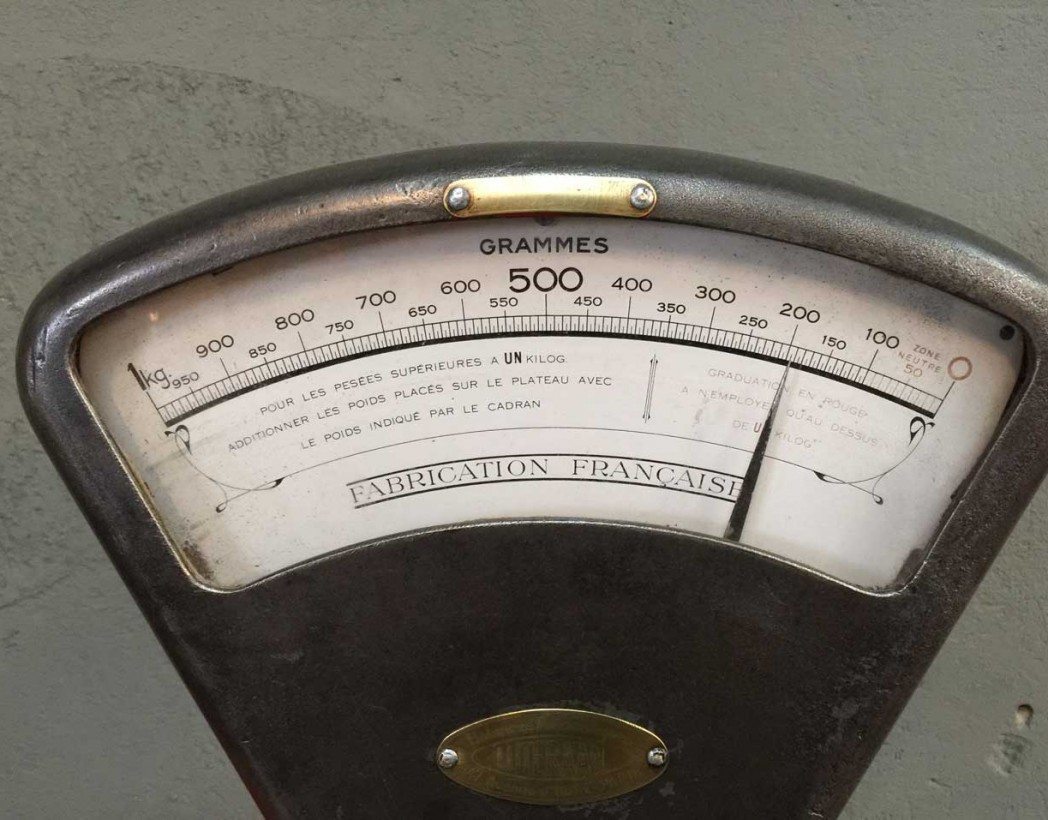 GRAMMES
1kg. 950 900 850 800 750 700 650 600 550 500 450 400 350 300 250 200 150 100 50
ZONE
NEUTRE
POUR LES PESÉES SUPÉRIEURES A UN KILOG.
ADDITIONNER LES POIDS PLACÉS SUR LE PLATEAU AVEC
LE POIDS INDIQUÉ PAR LE CADRAN
GRADUATION EN ROUGE
A N'EMPLOYER QU'AU DESSUS
DE UN KILOG
FABRICATION FRANÇAISE